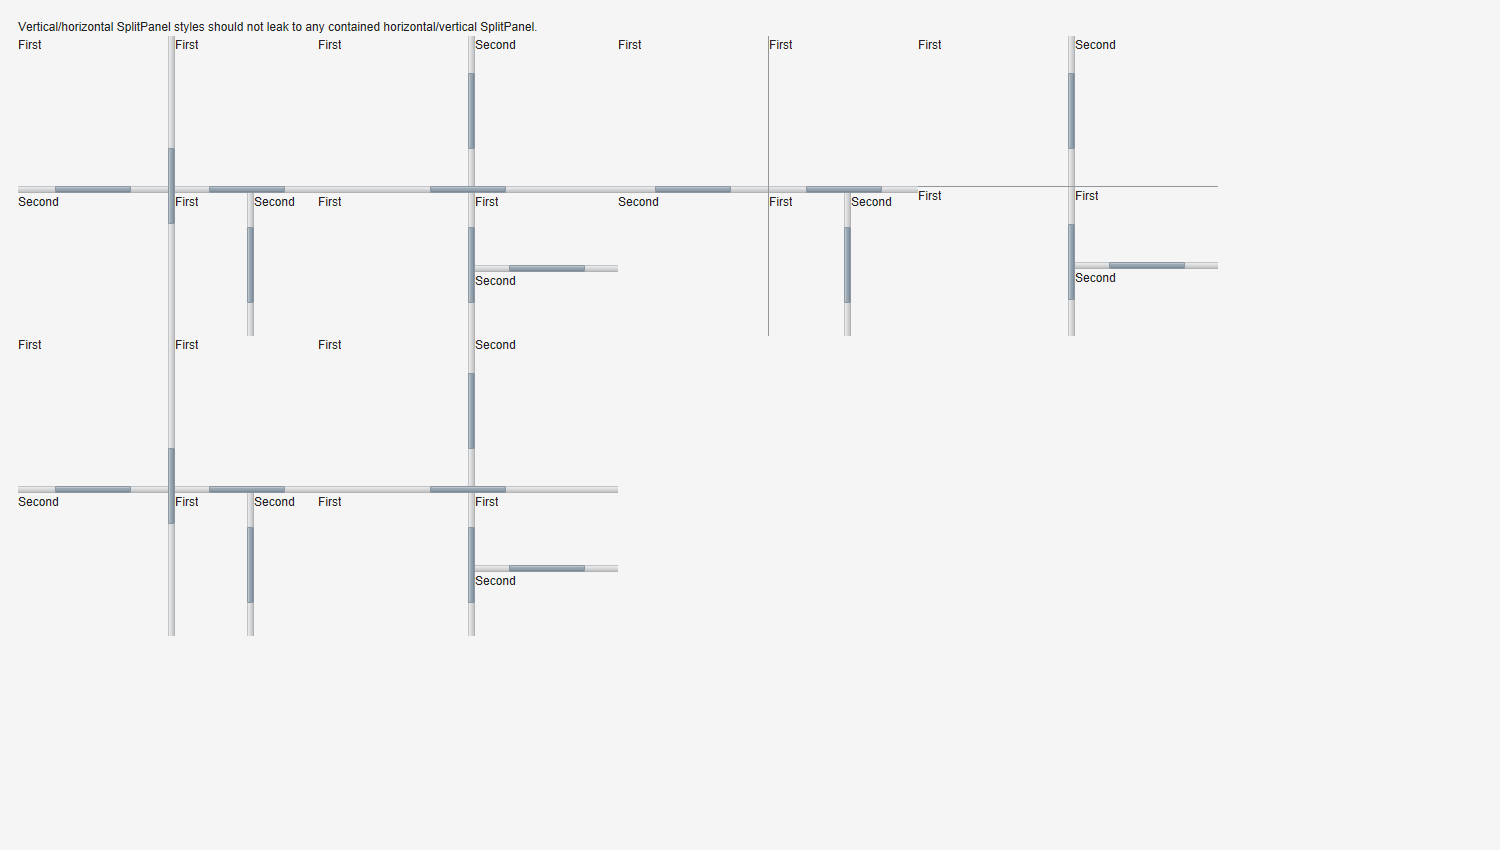 Vertical/horizontal SplitPanel styles should not leak to any contained horizontal/vertical SplitPanel.
First First First Second First First First Second
Second First Second First First Second First Second First First
Second Second
First First First Second
Second First Second First First
Second